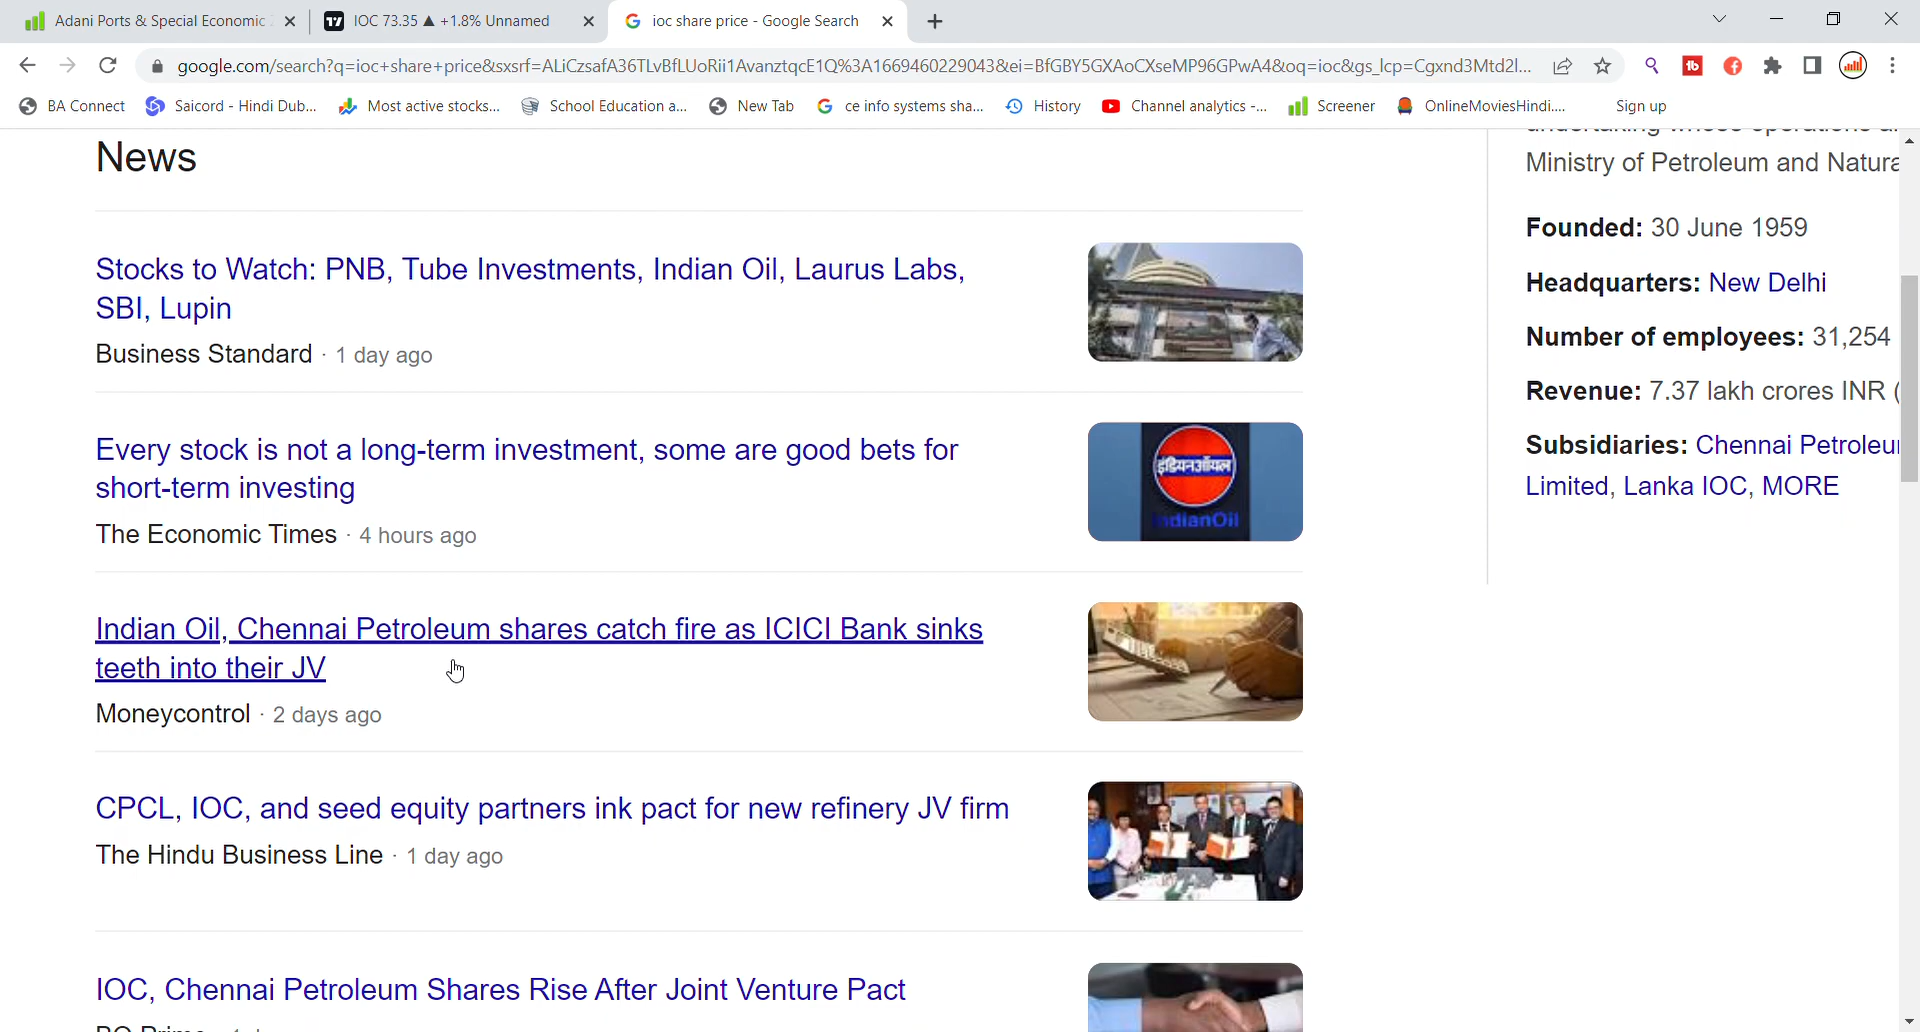 Adani Ports & Special Economic
IOC 73.35 ▲ +1.8% Unnamed
ioc share price - Google Search
google.com/search?q=ioc+share+price&sxsrf=ALiCzsafA36TLvBfLUoRii1AvanztqcE1Q%3A1669460229043&ei=BfGBY5GXAoCXseMP96GPwA4&oq=ioc&gs_lcp=Cgxnd3Mtd2l...
BA Connect
Saicord - Hindi Dub...
Most active stocks...
School Education a...
New Tab
ce info systems sha...
History
Channel analytics -...
Screener
OnlineMoviesHindi....
Sign up
News
Stocks to Watch: PNB, Tube Investments, Indian Oil, Laurus Labs,
SBI, Lupin
Business Standard · 1 day ago
Every stock is not a long-term investment, some are good bets for
short-term investing
The Economic Times · 4 hours ago
इंडियनऑयल
IndianOil
Indian Oil, Chennai Petroleum shares catch fire as ICICI Bank sinks
teeth into their JV
Moneycontrol · 2 days ago
CPCL, IOC, and seed equity partners ink pact for new refinery JV firm
The Hindu Business Line · 1 day ago
IOC, Chennai Petroleum Shares Rise After Joint Venture Pact
undertaking whose operations
Ministry of Petroleum and Natura
Founded: 30 June 1959
Headquarters: New Delhi
Number of employees: 31,254
Revenue: 7.37 lakh crores INR (
Subsidiaries: Chennai Petroleu
Limited, Lanka IOC, MORE